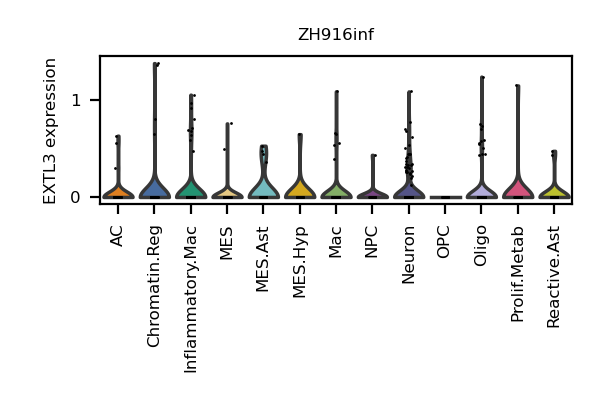 ZH916inf
EXTL3 expression
1
0
AC
Chromatin.Reg
Inflammatory.Mac
MES
MES.Ast
MES.Hyp
Mac
NPC
Neuron
OPC
Oligo
Prolif.Metab
Reactive.Ast